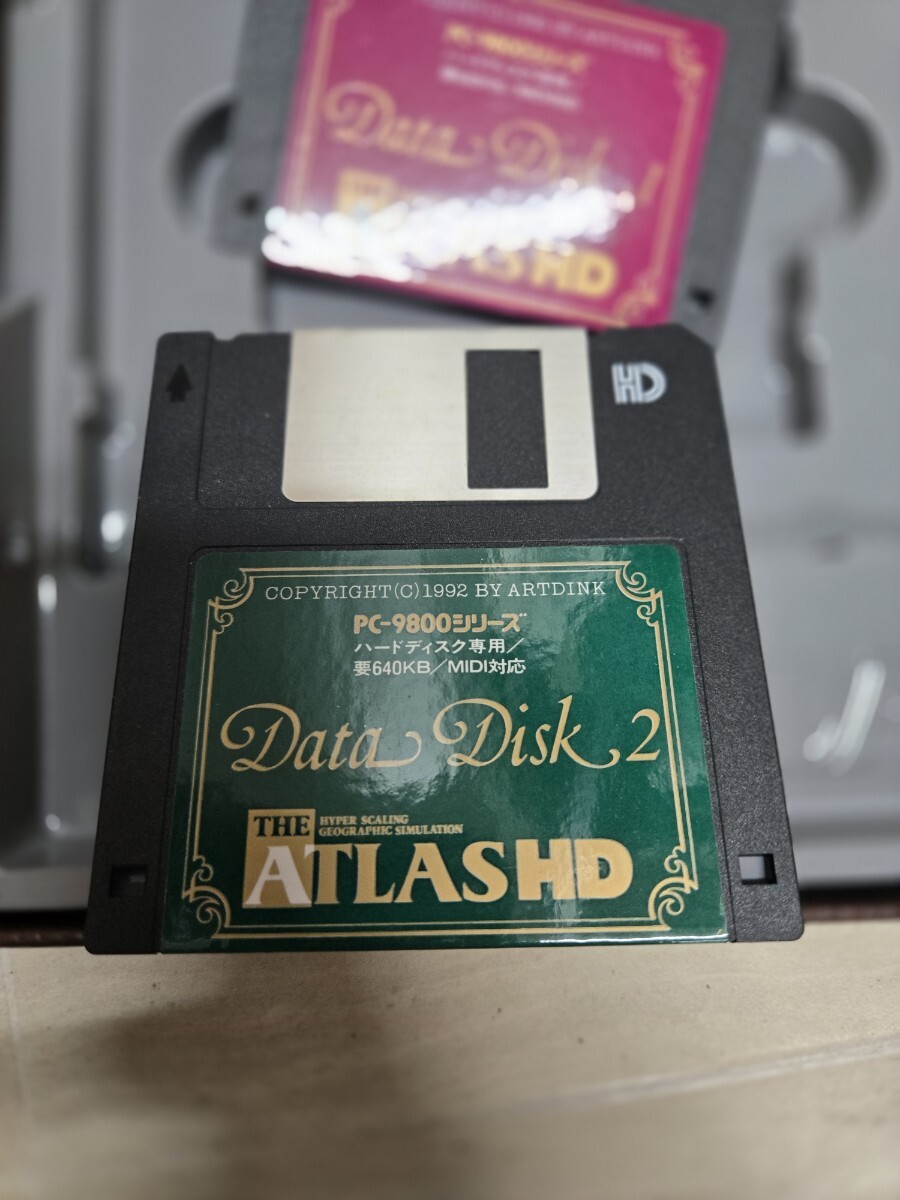 PC-9800シリーズ
Data Disk 1
HD
HD
COPYRIGHT(C)1992 BY ARTDINK
PC-9800シリーズ
ハードディスク専用/
要640KB/MIDI対応
Data Disk 2
THE HYPER SCALING
GEOGRAPHIC SIMULATION
ATLASHD